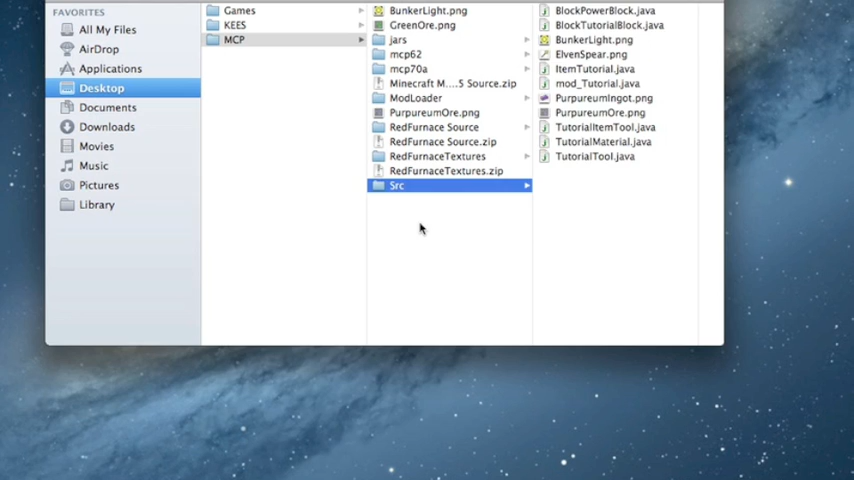 FAVORITES
All My Files
AirDrop
Applications
Desktop
Documents
Downloads
Movies
Music
Pictures
Library
Games
KEES
MCP
BunkerLight.png
GreenOre.png
jars
mcp62
mcp70a
Minecraft M....5 Source.zip
ModLoader
PurpureumOre.png
RedFurnace Source
RedFurnace Source.zip
RedFurnaceTextures
RedFurnaceTextures.zip
Src
BlockPowerBlock.java
BlockTutorialBlock.java
BunkerLight.png
ElvenSpear.png
ItemTutorial.java
mod_Tutorial.java
PurpureumIngot.png
PurpureumOre.png
TutorialItemTool.java
TutorialMaterial.java
TutorialTool.java